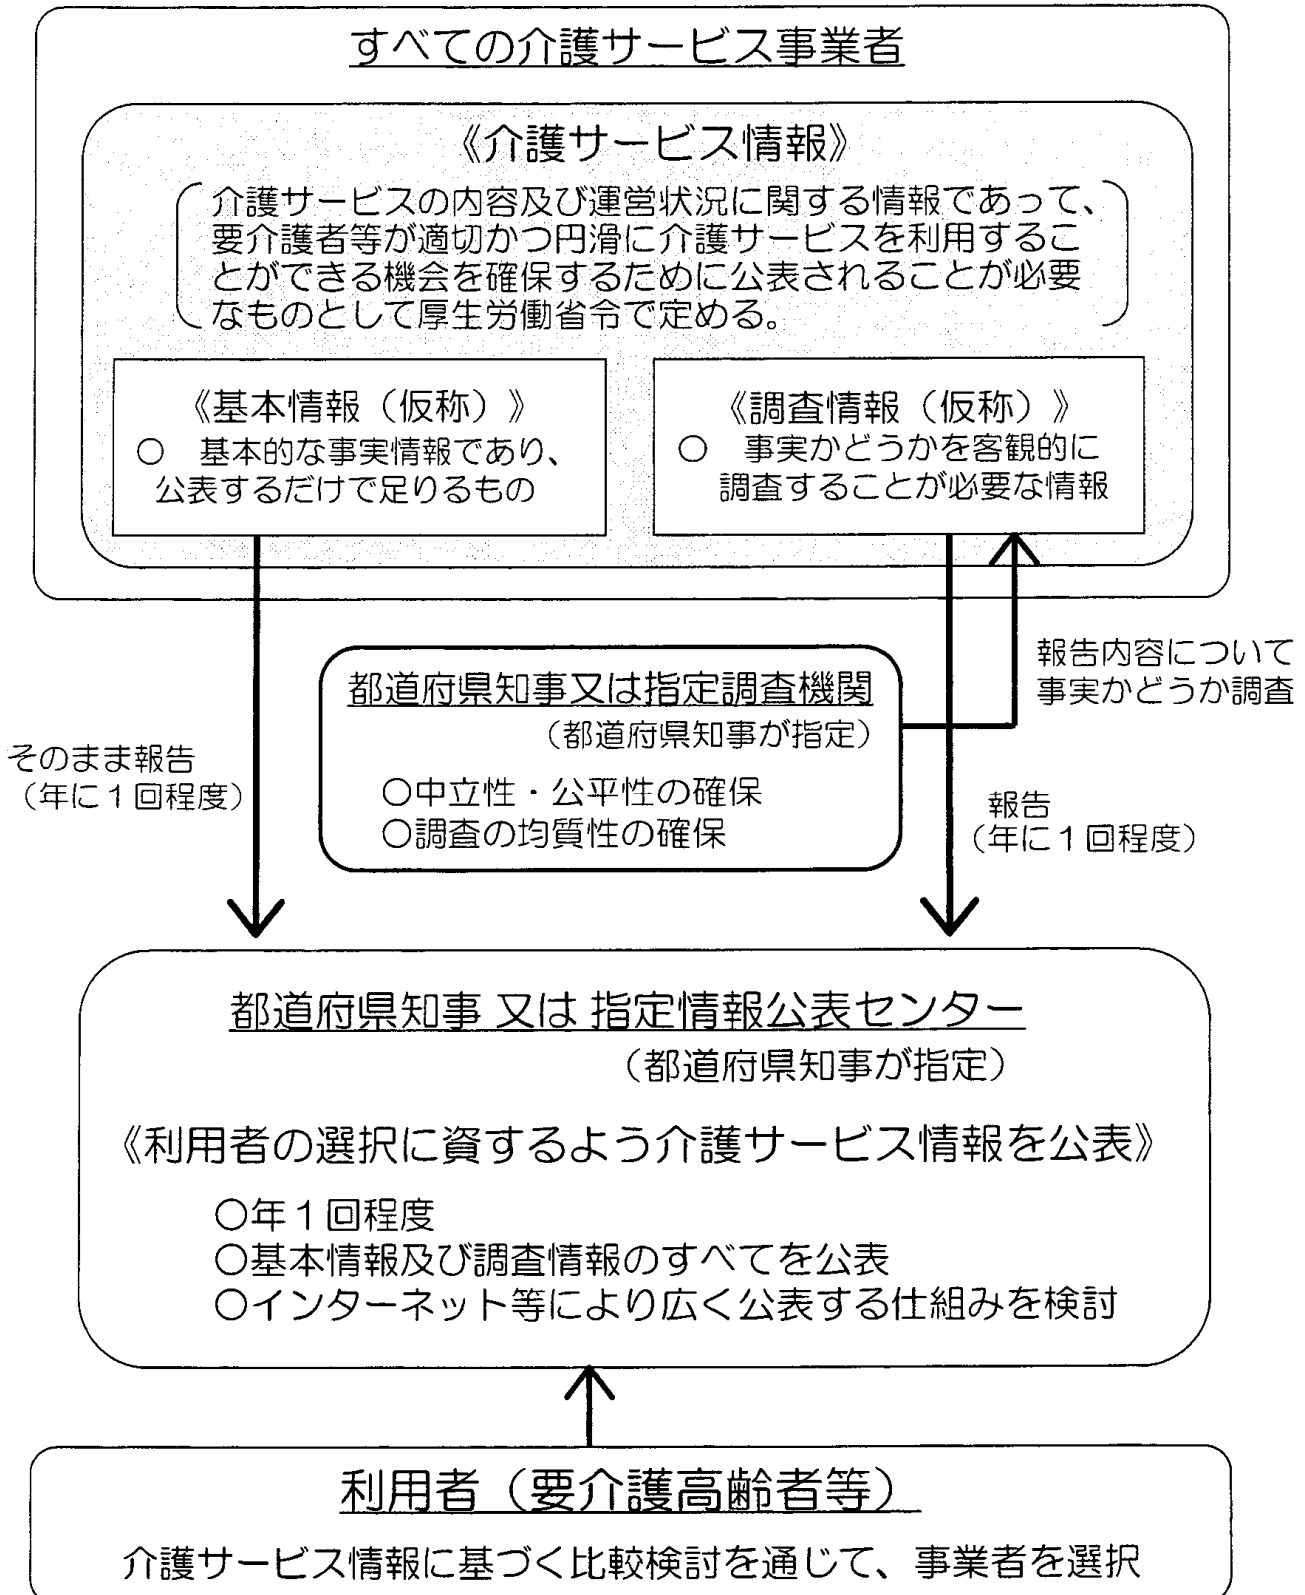 すべての介護サービス事業者
《介護サービス情報》
介護サービスの内容及び運営状況に関する情報であって、
要介護者等が適切かつ円滑に介護サービスを利用するこ
とができる機会を確保するために公表されることが必要
なものとして厚生労働省令で定める。
《基本情報（仮称）》
○　基本的な事実情報であり、
公表するだけで足りるもの
《調査情報（仮称）》
○　事実かどうかを客観的に
調査することが必要な情報
都道府県知事又は指定調査機関
（都道府県知事が指定）
○中立性・公平性の確保
○調査の均質性の確保
報告内容について
事実かどうか調査
そのまま報告
（年に１回程度）
報告
（年に１回程度）
都道府県知事 又は 指定情報公表センター
（都道府県知事が指定）
《利用者の選択に資するよう介護サービス情報を公表》
○年１回程度
○基本情報及び調査情報のすべてを公表
○インターネット等により広く公表する仕組みを検討
利用者（要介護高齢者等）
介護サービス情報に基づく比較検討を通じて、事業者を選択